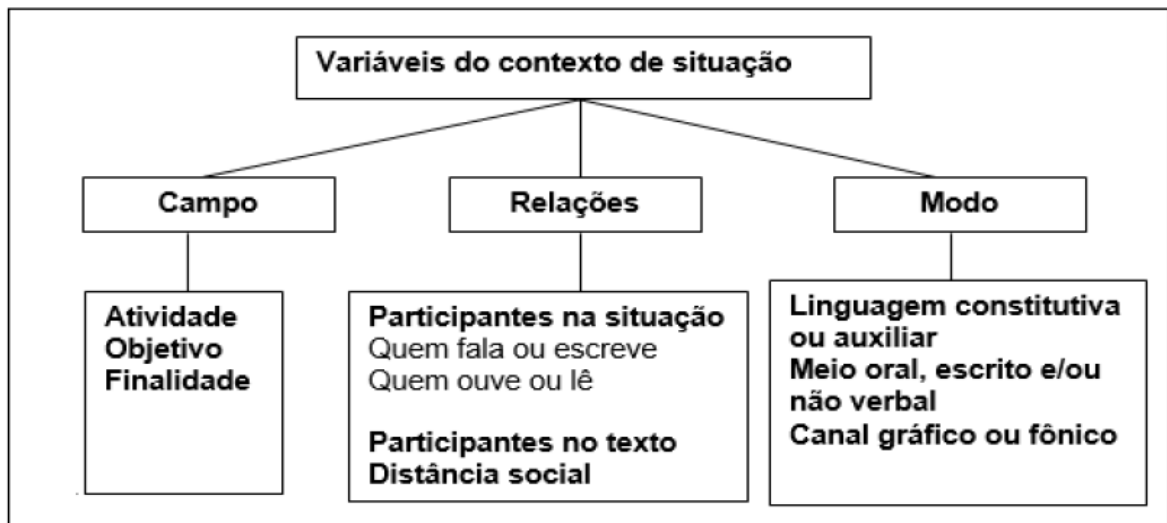 Variáveis do contexto de situação
Campo
Relações
Modo
Atividade
Objetivo
Finalidade
Participantes na situação
Quem fala ou escreve
Quem ouve ou lê
Participantes no texto
Distância social
Linguagem constitutiva
ou auxiliar
Meio oral, escrito e/ou
não verbal
Canal gráfico ou fônico